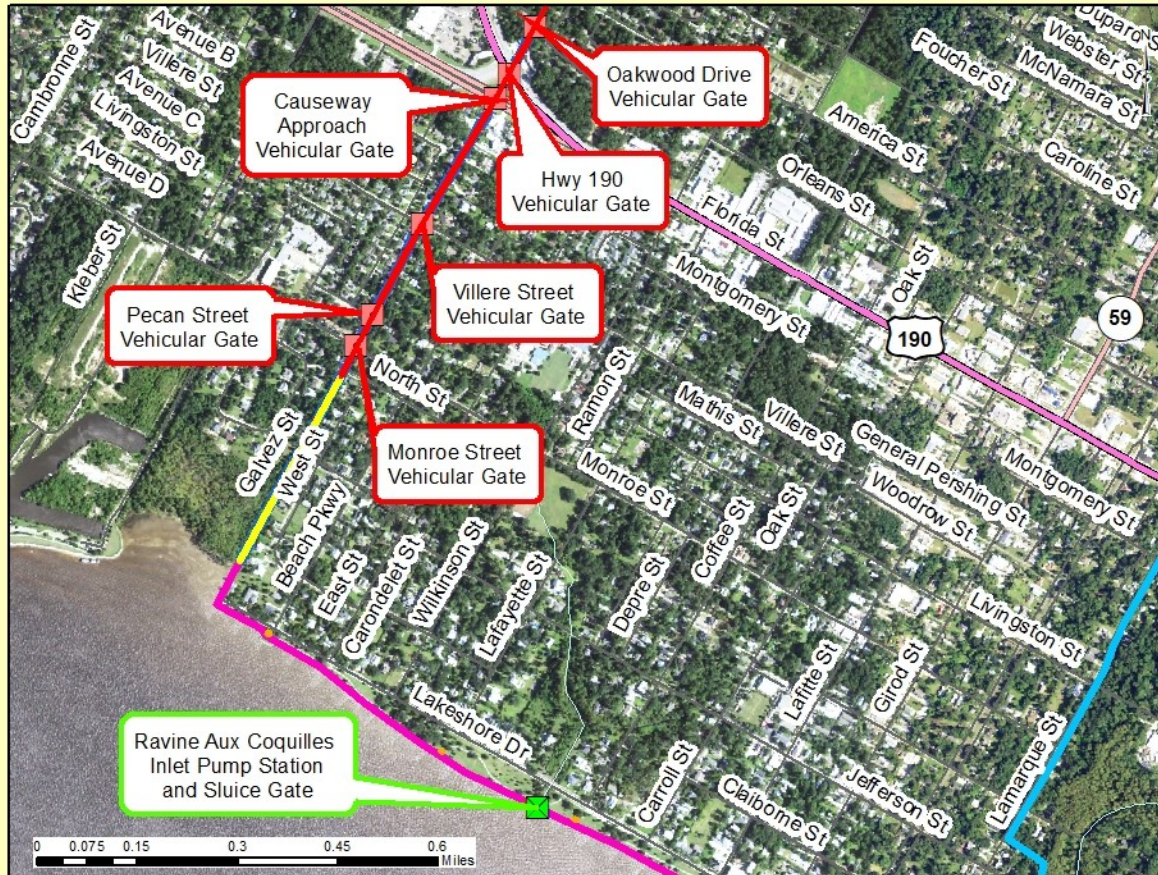 Cambronne St
Avenue B
Villere St
Avenue C
Livingston St
Avenue D
Kleber St
Causeway
Approach
Vehicular Gate
Oakwood Drive
Vehicular Gate
Hwy 190
Vehicular Gate
Foucher St
Webster St
McNamara St
America St
Caroline St
Orleans St
Florida St
Oak St
Montgomery St
190
59
Pecan Street
Vehicular Gate
Villere Street
Vehicular Gate
North St
Ramon St
Mathis St
Villere St
General Pershing St
Montgomery St
Woodrow St
Monroe Street
Vehicular Gate
Galvez St
West St
Monroe St
Beach Pkwy
East St
Carondelet St
Wilkinson St
Lafayette St
Depre St
Coffee St
Oak St
Livingston St
Lafitte St
Girod St
Lamarque St
Lakeshore Dr
Carroll St
Claiborne St
Jefferson St
Ravine Aux Coquilles
Inlet Pump Station
and Sluice Gate
0 0.075 0.15 0.3 0.45 0.6
Miles